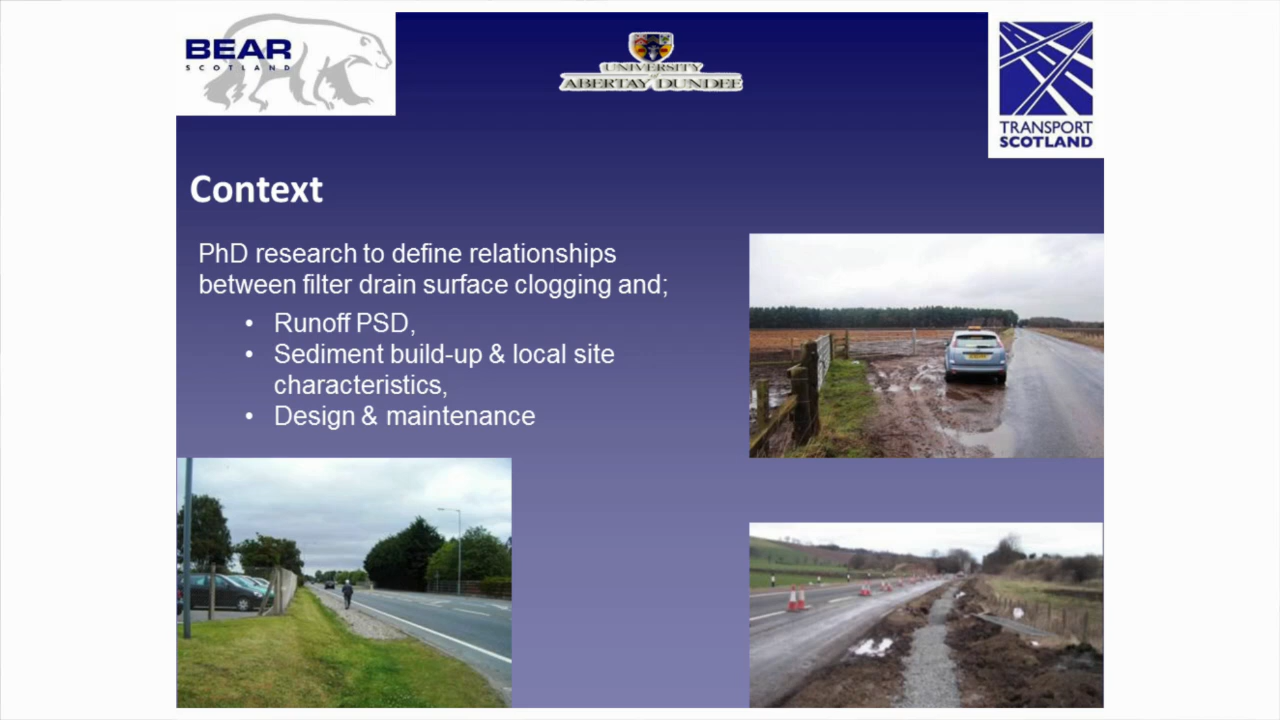 BEAR
SCOTLAND
UNIVERSITY
of
ABERTAY DUNDEE
TRANSPORT
SCOTLAND
Context
PhD research to define relationships
between filter drain surface clogging and;
• Runoff PSD,
• Sediment build-up & local site
characteristics,
• Design & maintenance